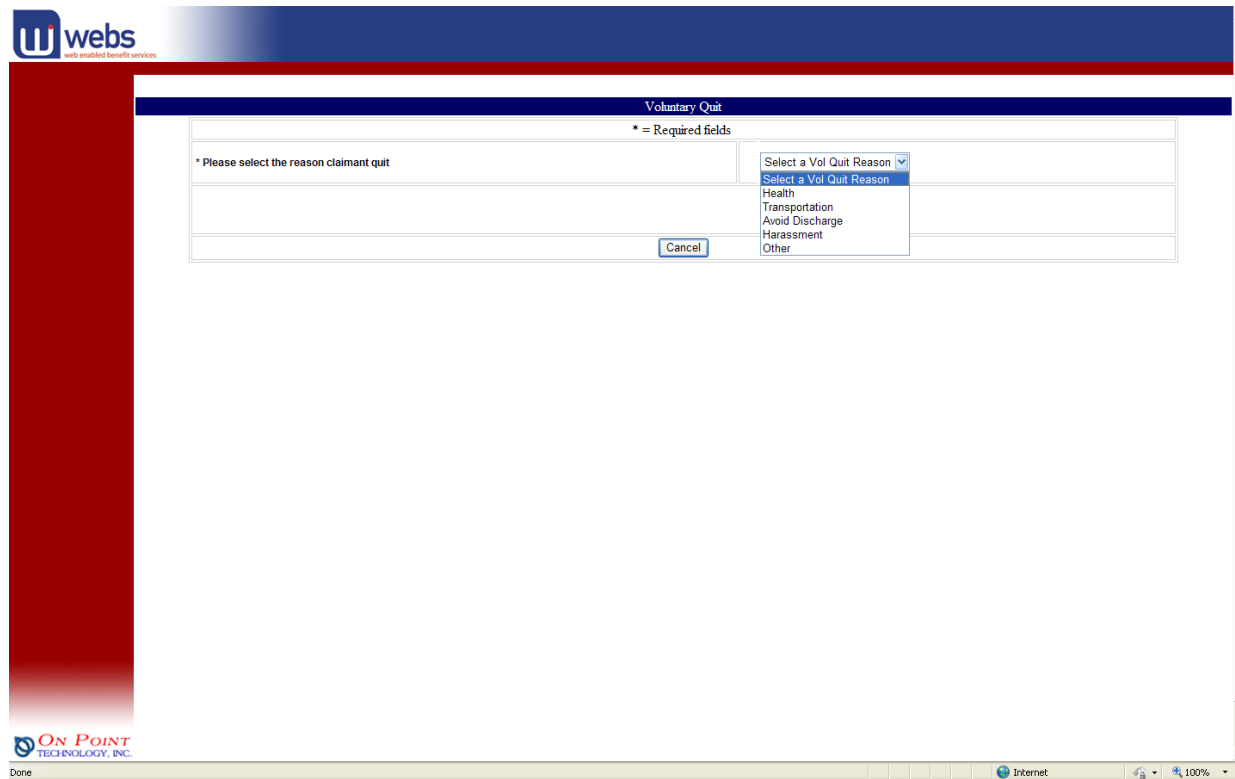 webs
web enabled benefit services
Voluntary Quit
* = Required fields
* Please select the reason claimant quit
Select a Vol Quit Reason
Select a Vol Quit Reason
Health
Transportation
Avoid Discharge
Harassment
Other
Cancel
ON POINT
TECHNOLOGY, INC.
Done
Internet
100%